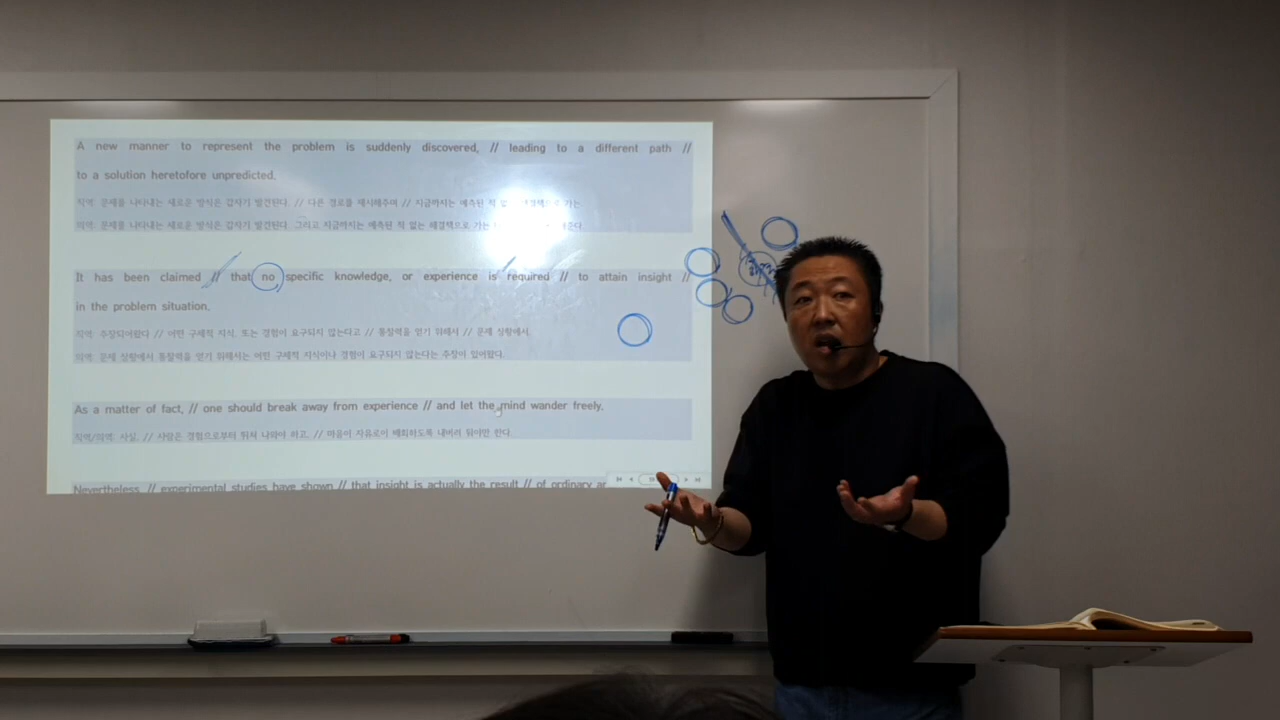 A new manner to represent the problem is suddenly discovered, // leading to a different path //
to a solution heretofore unpredicted.
직역: 문제를 나타내는 새로운 방식은 갑자기 발견된다. // 다른 경로를 제시해주며 // 지금까지는 예측된 적 없는 해결책으로 가는
의역: 문제를 나타내는 새로운 방식은 갑자기 발견된다. 그리고 지금까지는 예측된 적 없는 해결책으로 가는
It has been claimed // that no specific knowledge, or experience is required // to attain insight //
in the problem situation.
직역: 주장되어왔다 // 어떤 구체적 지식, 또는 경험이 요구되지 않는다고 // 통찰력을 얻기 위해서 // 문제 상황에서.
의역: 문제 상황에서 통찰력을 얻기 위해서는 어떤 구체적 지식이나 경험이 요구되지 않는다는 주장이 있어왔다.
As a matter of fact, // one should break away from experience // and let the mind wander freely.
직역/의역: 사실, // 사람은 경험으로부터 뛰쳐 나와야 하고, // 마음이 자유로이 배회하도록 내버려 둬야만 한다.
Nevertheless, // experimental studies have shown // that insight is actually the result // of ordinary